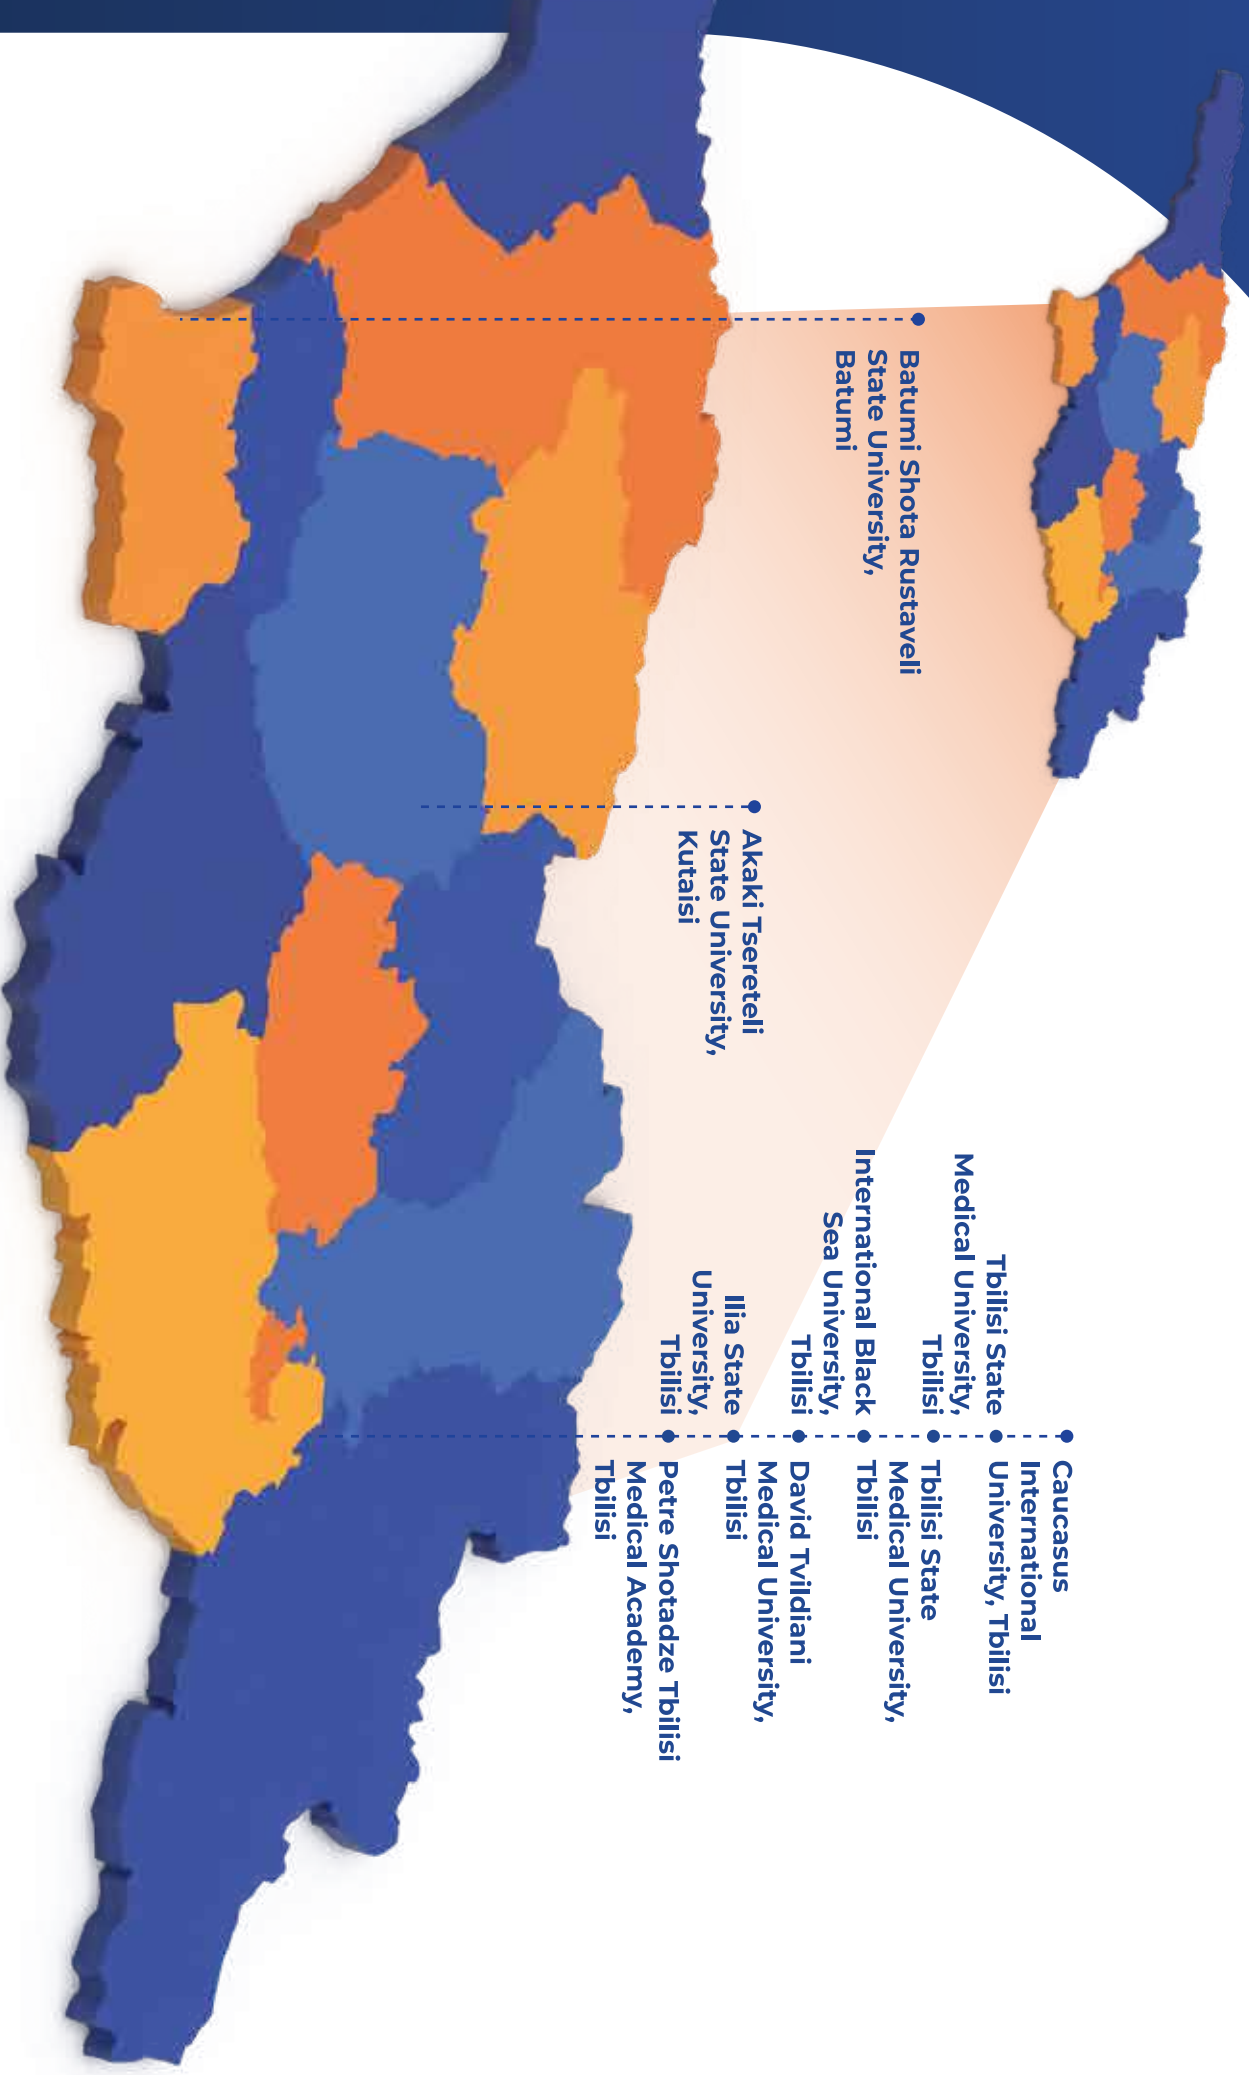 Batumi Shota Rustaveli
State University,
Batumi
Akaki Tsereteli
State University,
Kutaisi
Tbilisi State
Medical University,
Tbilisi
International Black
Sea University,
Tbilisi
Ilia State
University,
Tbilisi
Caucasus
International
University, Tbilisi
Tbilisi State
Medical University,
Tbilisi
David Tvildiani
Medical University,
Tbilisi
Petre Shotadze Tbilisi
Medical Academy,
Tbilisi